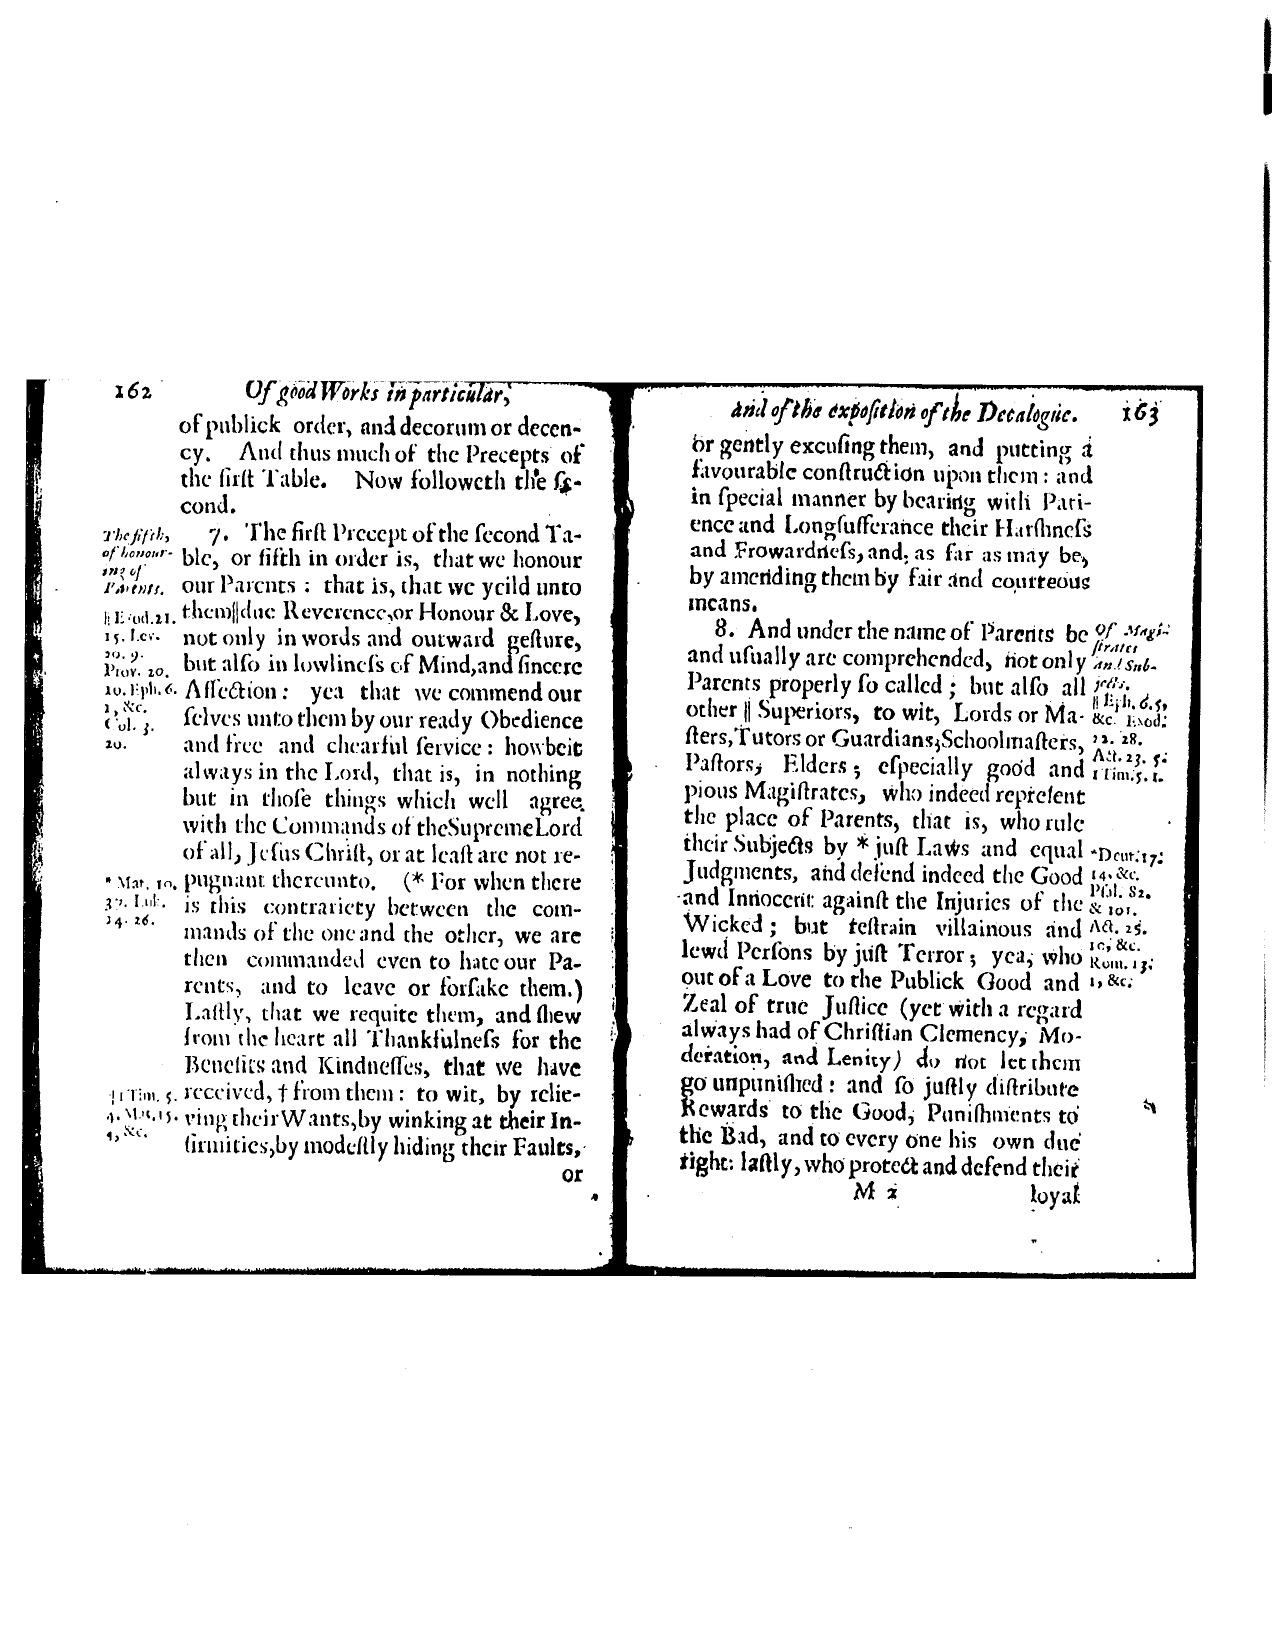 162 Of good Works in particular,
of publick order, and decorum or decen-
cy. And thus much of the Precepts of
the firſt Table. Now followeth the ſe-
cond.
The fifth, of honour- ing of Parents.
7. The firſt Precept of the ſecond Ta-
ble, or fifth in order is, that we honour
our Parents : that is, that we yeild unto
them||due Reverence,or Honour & Love,
not only in words and outward geſture,
but alſo in lowlineſs of Mind,and ſincere
Affection: yea that we commend our
ſelves unto them by our ready Obedience
and free and chearful ſervice : howbeit
always in the Lord, that is, in nothing
but in thoſe things which well agree
with the Commands of theSupremeLord
of all, Jeſus Chriſt, or at leaſt are not re-
pugnant thereunto. (* For when there
is this contrariety between the com-
mands of the one and the other, we are
then commanded even to hate our Pa-
rents, and to leave or forſake them.)
Laſtly, that we requite them, and ſhew
from the heart all Thankfulneſs for the
Benefits and Kindneſſes, that we have
received, † from them : to wit, by relie-
ving theirWants,by winking at their In-
firmities,by modeſtly hiding their Faults,
or
|| Exod. 21.
15. Lev.
20. 9.
Prov. 20.
20. Eph. 6.
1, &c.
Col. 3.
20.
* Mat. 10.
37. Luk.
14. 26.
† 1 Tim. 5.
4. Mat. 15.
4, &c.
and of the expoſition of the Decalogue. 163
or gently excuſing them, and putting a
favourable conſtruction upon them : and
in ſpecial manner by bearing with Pati-
ence and Longſufferance their Harſhneſs
and Frowardneſs, and, as far as may be,
by amending them by fair and courteous
means.
8. And under the name of Parents be
and uſually are comprehended, not only
Parents properly ſo called ; but alſo all
other || Superiors, to wit, Lords or Ma-
ſters,Tutors or Guardians,Schoolmaſters,
Paſtors, Elders ; eſpecially good and
pious Magiſtrates, who indeed repreſent
the place of Parents, that is, who rule
their Subjects by * juſt Laws and equal
Judgments, and defend indeed the Good
and Innocent againſt the Injuries of the
Wicked ; but reſtrain villainous and
lewd Perſons by juſt Terror ; yea, who
out of a Love to the Publick Good and
Zeal of true Juſtice (yet with a regard
always had of Chriſtian Clemency, Mo-
deration, and Lenity) do not let them
go unpuniſhed : and ſo juſtly diſtribute
Rewards to the Good, Puniſhments to
the Bad, and to every one his own due
right: laſtly, who protect and defend their
M 2 loyal
Of Magi-
ſtrates
and Sub-
jects.
|| Eph. 6. 5,
&c. Exod.
22. 28.
Act. 23. 5.
1 Tim. 5. 1.
* Deut. 17.
14, &c.
Pſal. 82.
& 101.
Act. 25.
10, &c.
Rom. 13.
1, &c.